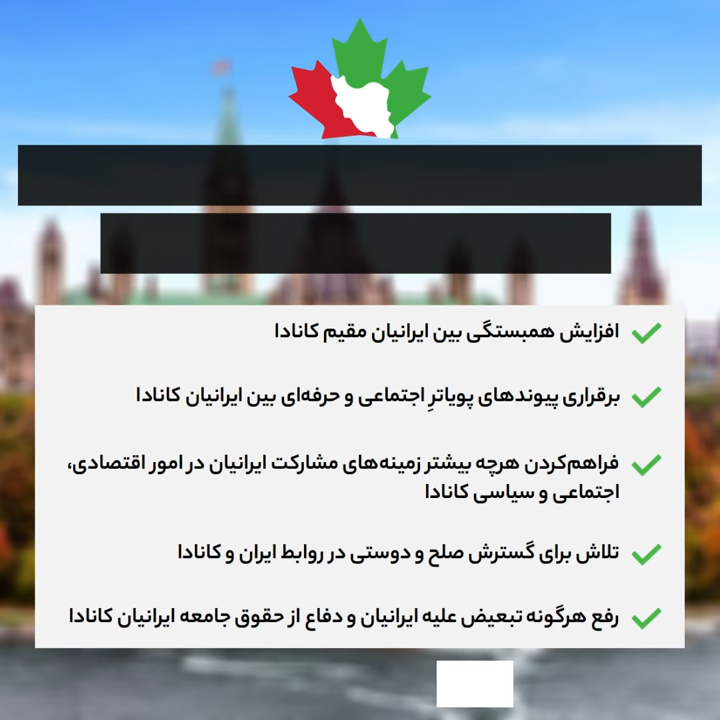 افزایش همبستگی بین ایرانیان مقیم کانادا
برقراری پیوندهای پویاترِ اجتماعی و حرفه‌ای بین ایرانیان کانادا
فراهم‌کردن هرچه بیشتر زمینه‌های مشارکت ایرانیان در امور اقتصادی،
اجتماعی و سیاسی کانادا
تلاش برای گسترش صلح و دوستی در روابط ایران و کانادا
رفع هرگونه تبعیض علیه ایرانیان و دفاع از حقوق جامعه ایرانیان کانادا